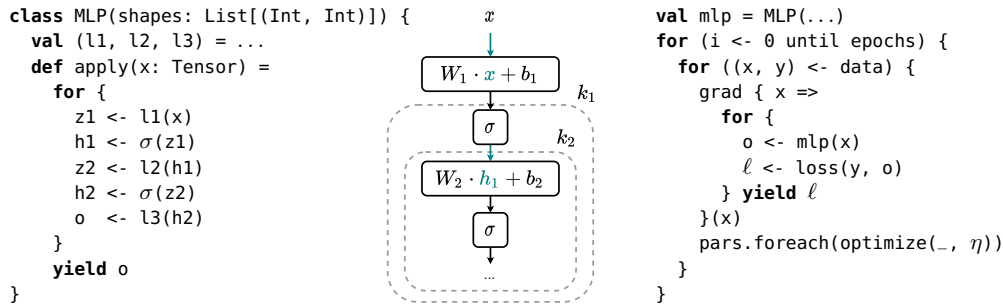 class MLP(shapes: List[(Int, Int)]) {
  val (l1, l2, l3) = ...
  def apply(x: Tensor) =
    for {
      z1 <- l1(x)
      h1 <- σ(z1)
      z2 <- l2(h1)
      h2 <- σ(z2)
      o  <- l3(h2)
    }
    yield o
}
x
W₁ · x + b₁
k₁
σ
k₂
W₂ · h₁ + b₂
σ
...
val mlp = MLP(...)
for (i <- 0 until epochs) {
  for ((x, y) <- data) {
    grad { x =>
      for {
        o <- mlp(x)
        ℓ <- loss(y, o)
      } yield ℓ
    }(x)
    pars.foreach(optimize(_, η))
  }
}